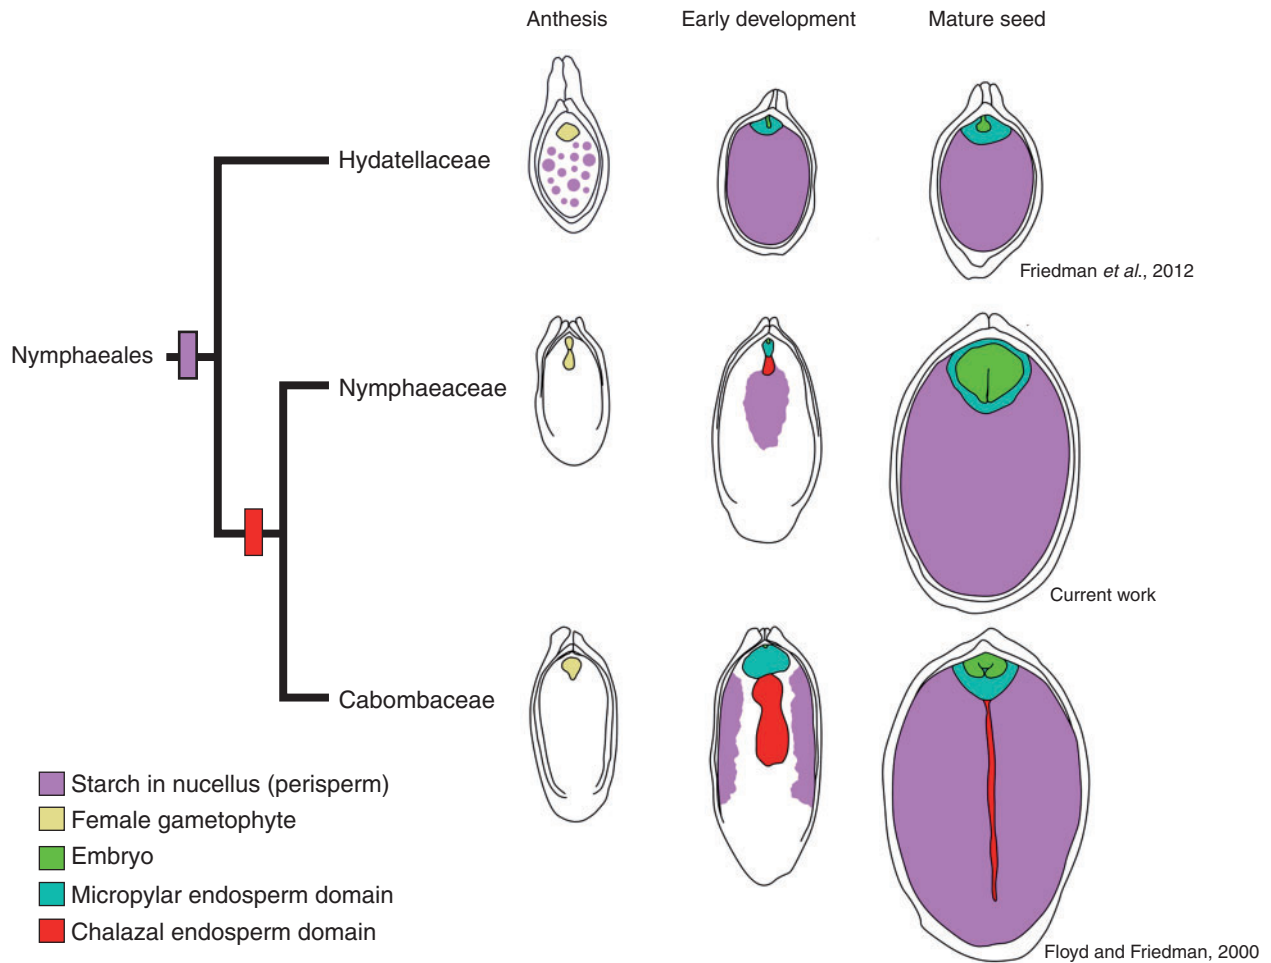 Anthesis
Early development
Mature seed
Hydatellaceae
Friedman et al., 2012
Nymphaeales
Nymphaeaceae
Current work
Cabombaceae
Starch in nucellus (perisperm)
Female gametophyte
Embryo
Micropylar endosperm domain
Chalazal endosperm domain
Floyd and Friedman, 2000